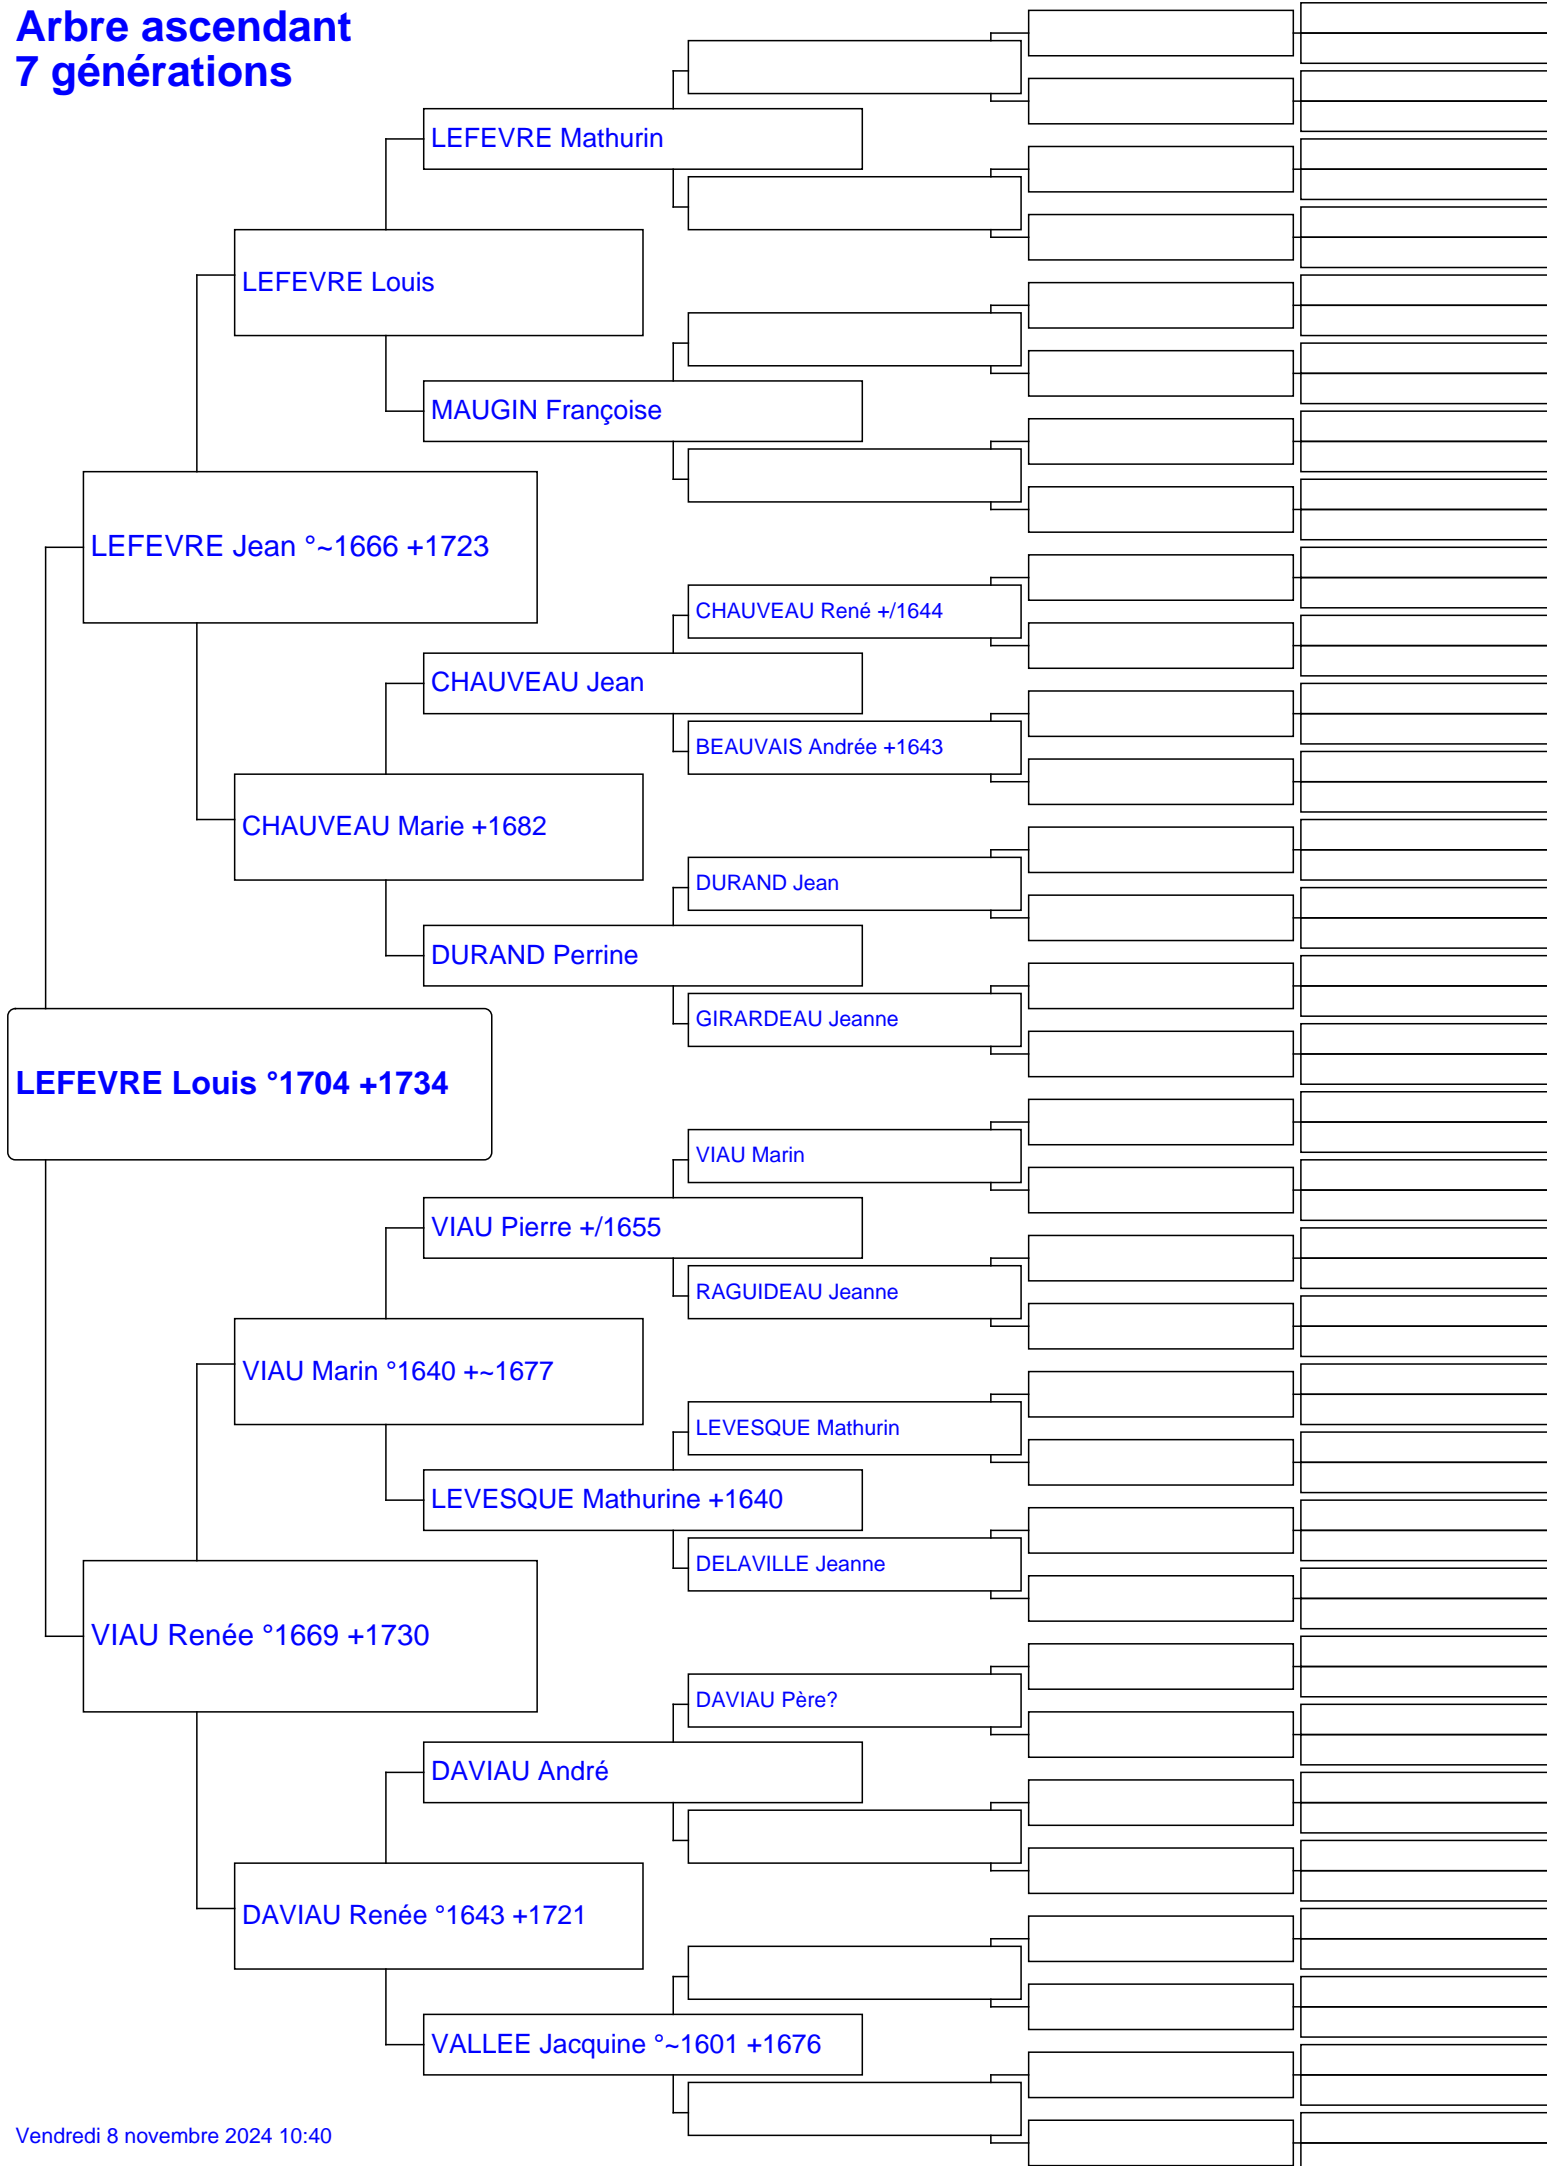 Arbre ascendant
7 générations
LEFEVRE Mathurin
LEFEVRE Louis
MAUGIN Françoise
LEFEVRE Jean °~1666 +1723
CHAUVEAU René +/1644
CHAUVEAU Jean
BEAUVAIS Andrée +1643
CHAUVEAU Marie +1682
DURAND Jean
DURAND Perrine
GIRARDEAU Jeanne
LEFEVRE Louis °1704 +1734
VIAU Marin
VIAU Pierre +/1655
RAGUIDEAU Jeanne
VIAU Marin °1640 +~1677
LEVESQUE Mathurin
LEVESQUE Mathurine +1640
DELAVILLE Jeanne
VIAU Renée °1669 +1730
DAVIAU Père?
DAVIAU André
DAVIAU Renée °1643 +1721
VALLEE Jacquine °~1601 +1676
Vendredi 8 novembre 2024 10:40